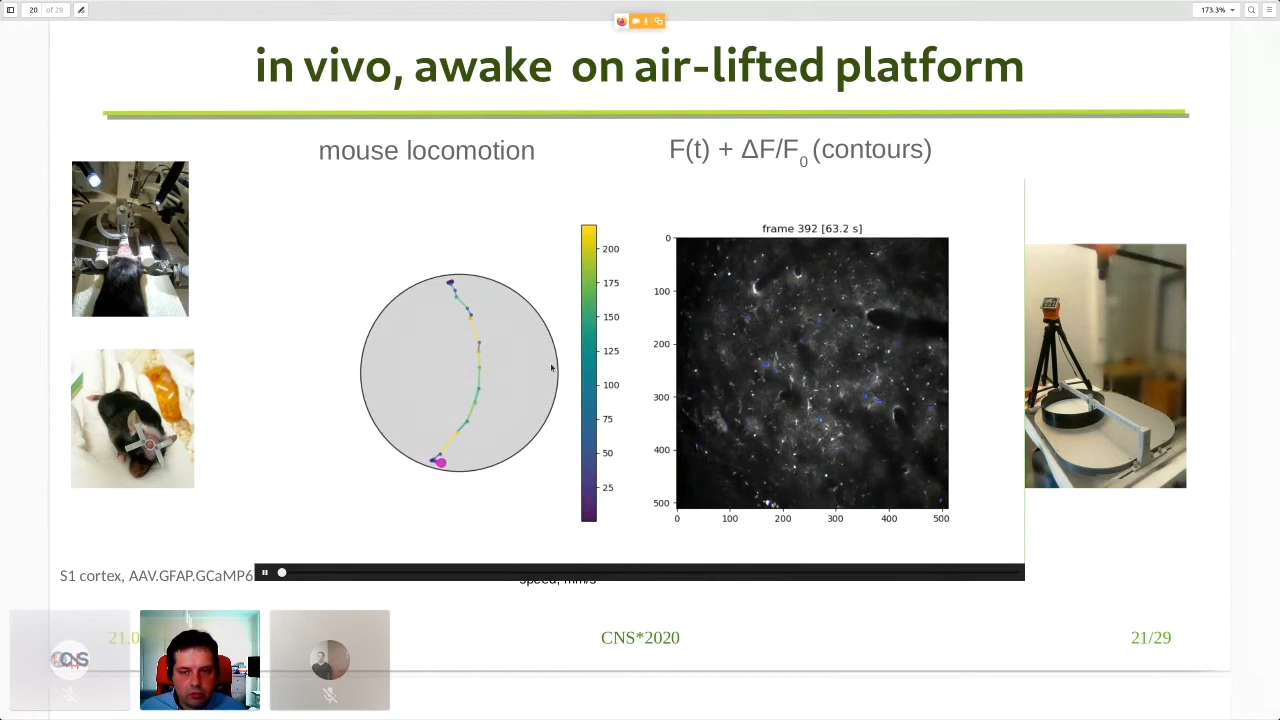 20 of 29
173.3%
in vivo, awake on air-lifted platform
mouse locomotion
F(t) + ΔF/F0 (contours)
frame 392 [63.2 s]
200
175
150
125
100
75
50
25
0
100
200
300
400
500
0 100 200 300 400 500
S1 cortex, AAV.GFAP.GCaMP6
speed, mm/s
21.0
CNS*2020
21/29